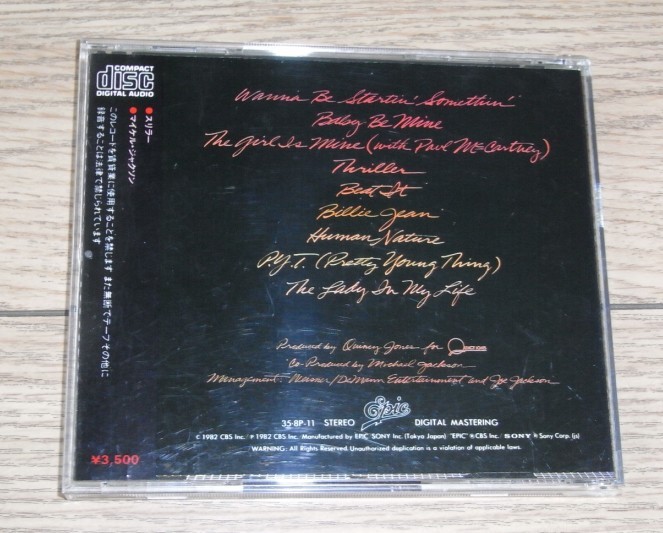 COMPACT
disc
DIGITAL AUDIO
● スリラー
● マイケル・ジャクソン
このレコードを賃貸業に使用することを禁じます また無断でテープその他に
録音することは法律で禁じられています
¥3,500
Wanna Be Startin' Somethin'
Baby Be Mine
The Girl Is Mine (with Paul McCartney)
Thriller
Beat It
Billie Jean
Human Nature
P.Y.T. (Pretty Young Thing)
The Lady In My Life
Produced by Quincy Jones for
Co-Produced by Michael Jackson
Management: Weisner/DeMann Entertainment and Joe Jackson
35·8P-11 STEREO Epic DIGITAL MASTERING
© 1982 CBS Inc. ℗ 1982 CBS Inc. Manufactured by EPIC/SONY Inc. (Tokyo Japan) "EPIC" ®CBS Inc. SONY ® Sony Corp. (s)
WARNING: All Rights Reserved. Unauthorized duplication is a violation of applicable laws.